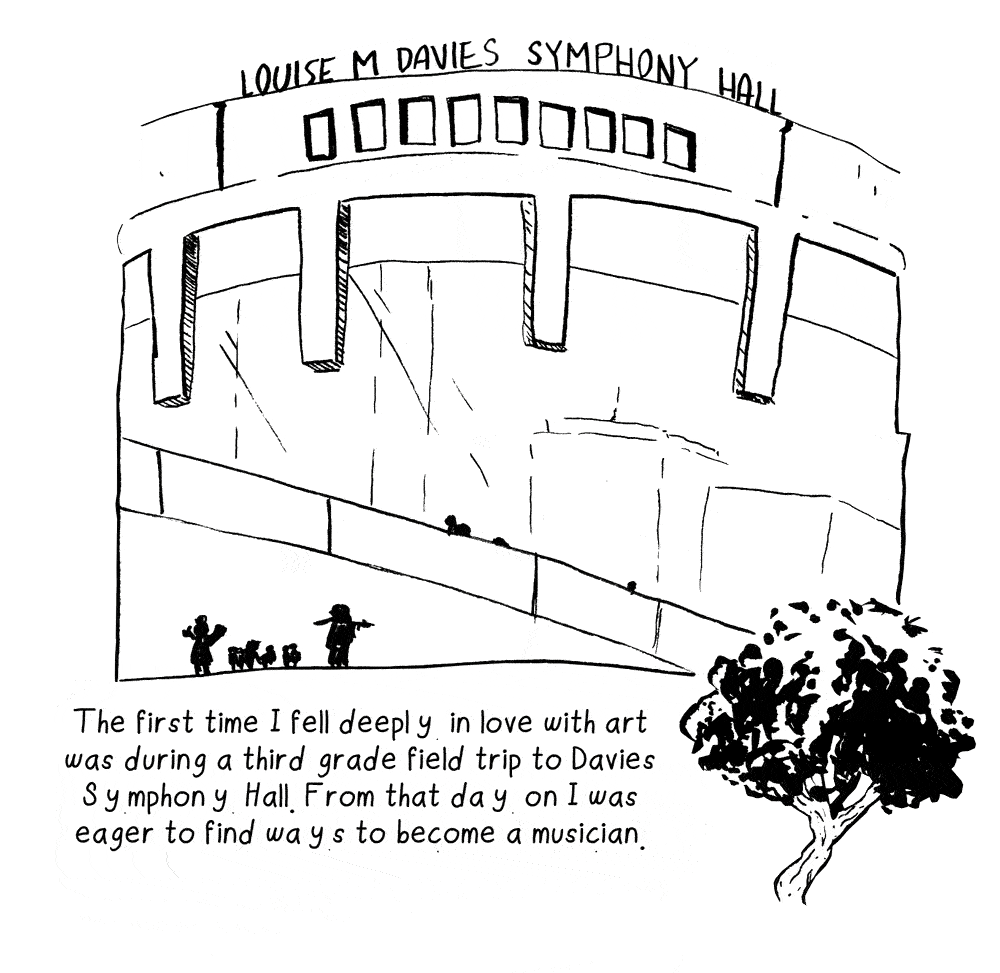 LOUISE M DAVIES SYMPHONY HALL
The first time I fell deeply in love with art
was during a third grade field trip to Davies
Symphony Hall. From that day on I was
eager to find ways to become a musician.